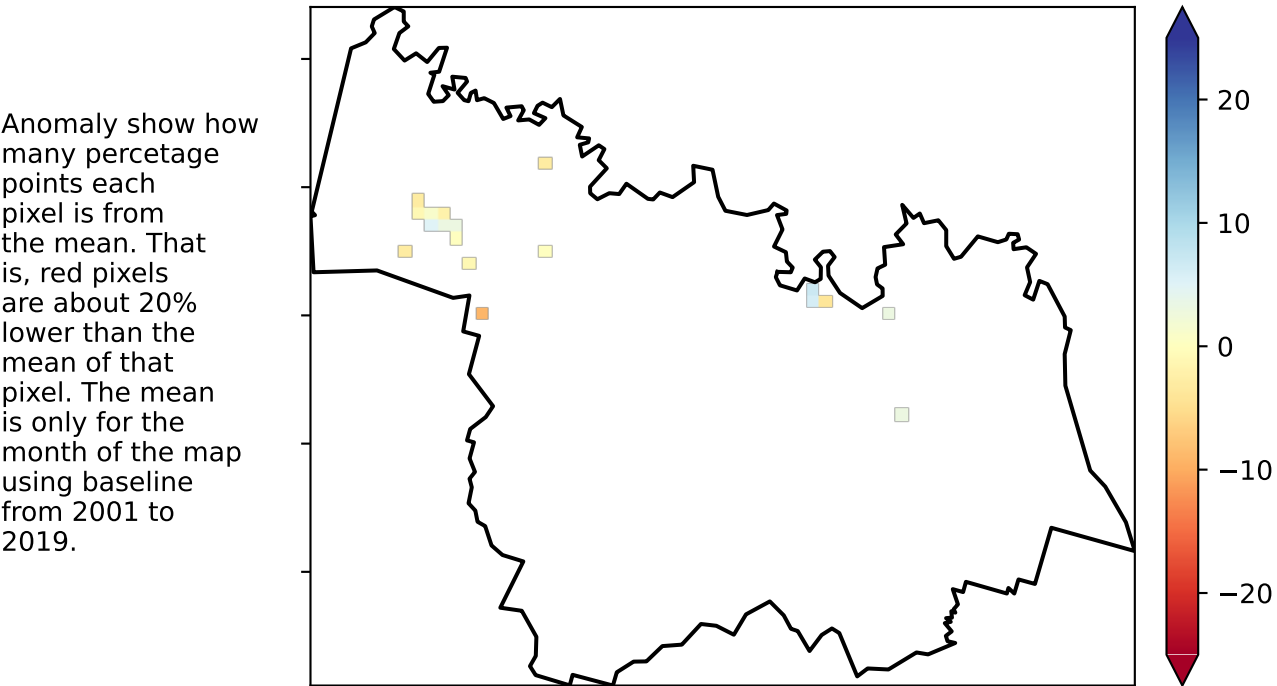 Anomaly show how
many percetage
points each
pixel is from
the mean. That
is, red pixels
are about 20%
lower than the
mean of that
pixel. The mean
is only for the
month of the map
using baseline
from 2001 to
2019.
20
10
0
−10
−20